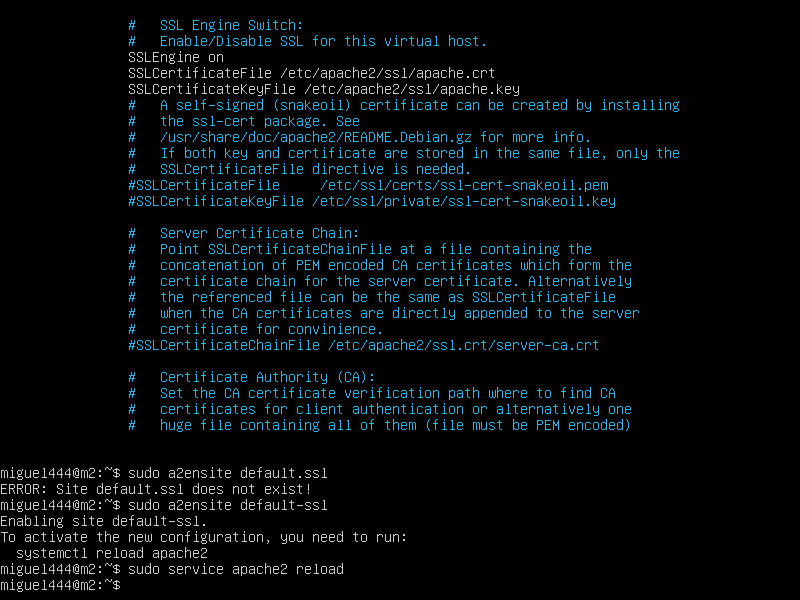 #   SSL Engine Switch:
#   Enable/Disable SSL for this virtual host.
SSLEngine on
SSLCertificateFile /etc/apache2/ssl/apache.crt
SSLCertificateKeyFile /etc/apache2/ssl/apache.key
#   A self-signed (snakeoil) certificate can be created by installing
#   the ssl-cert package. See
#   /usr/share/doc/apache2/README.Debian.gz for more info.
#   If both key and certificate are stored in the same file, only the
#   SSLCertificateFile directive is needed.
#SSLCertificateFile     /etc/ssl/certs/ssl-cert-snakeoil.pem
#SSLCertificateKeyFile /etc/ssl/private/ssl-cert-snakeoil.key
#   Server Certificate Chain:
#   Point SSLCertificateChainFile at a file containing the
#   concatenation of PEM encoded CA certificates which form the
#   certificate chain for the server certificate. Alternatively
#   the referenced file can be the same as SSLCertificateFile
#   when the CA certificates are directly appended to the server
#   certificate for convinience.
#SSLCertificateChainFile /etc/apache2/ssl.crt/server-ca.crt
#   Certificate Authority (CA):
#   Set the CA certificate verification path where to find CA
#   certificates for client authentication or alternatively one
#   huge file containing all of them (file must be PEM encoded)
miguel444@m2:~$ sudo a2ensite default.ssl
ERROR: Site default.ssl does not exist!
miguel444@m2:~$ sudo a2ensite default-ssl
Enabling site default-ssl.
To activate the new configuration, you need to run:
  systemctl reload apache2
miguel444@m2:~$ sudo service apache2 reload
miguel444@m2:~$